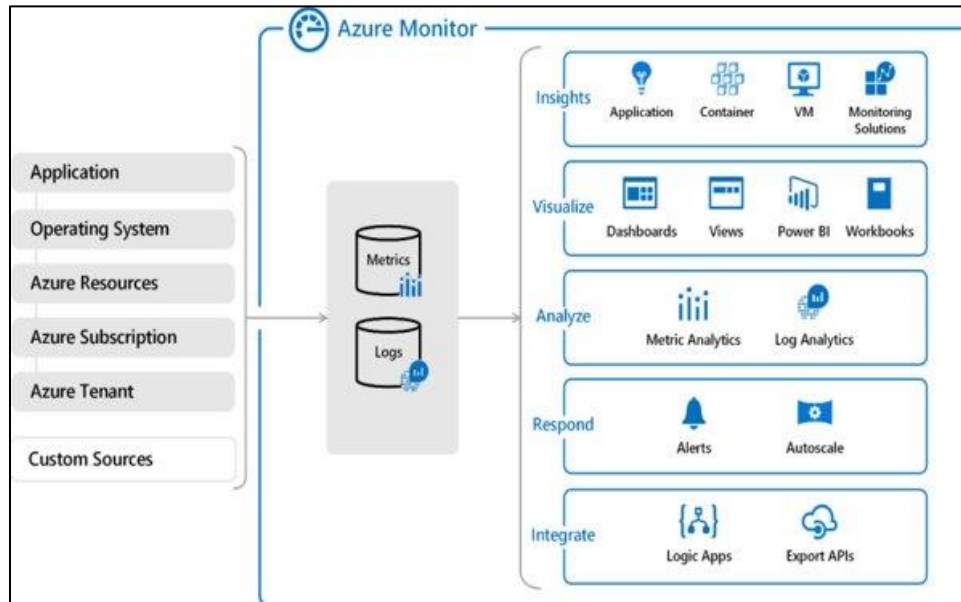 Azure Monitor
Application
Operating System
Azure Resources
Azure Subscription
Azure Tenant
Custom Sources
Metrics
Logs
Insights
Application
Container
VM
Monitoring
Solutions
Visualize
Dashboards
Views
Power BI
Workbooks
Analyze
Metric Analytics
Log Analytics
Respond
Alerts
Autoscale
Integrate
Logic Apps
Export APIs